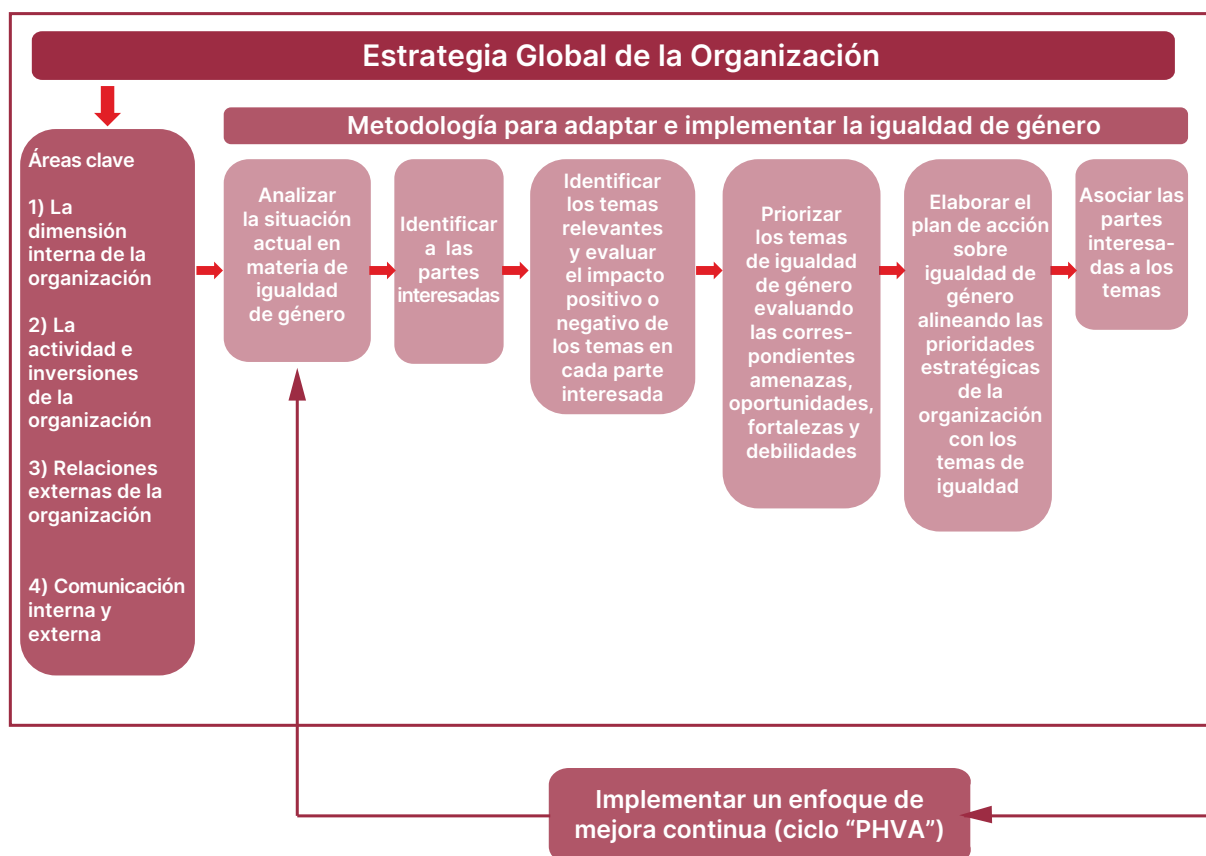 Estrategia Global de la Organización
Metodología para adaptar e implementar la igualdad de género
Áreas clave
1) La
dimensión
interna de la
organización
2) La
actividad e
inversiones
de la
organización
3) Relaciones
externas de la
organización
4) Comunicación
interna y
externa
Analizar
la situación
actual en
materia de
igualdad
de género
Identificar
a las
partes
interesadas
Identificar
los temas
relevantes
y evaluar
el impacto
positivo o
negativo de
los temas en
cada parte
interesada
Priorizar
los temas
de igualdad
de género
evaluando
las corres-
pondientes
amenazas,
oportunidades,
fortalezas y
debilidades
Elaborar el
plan de acción
sobre
igualdad de
género
alineando las
prioridades
estratégicas
de la
organización
con los
temas de
igualdad
Asociar las
partes
interesa-
das a los
temas
Implementar un enfoque de
mejora continua (ciclo “PHVA”)